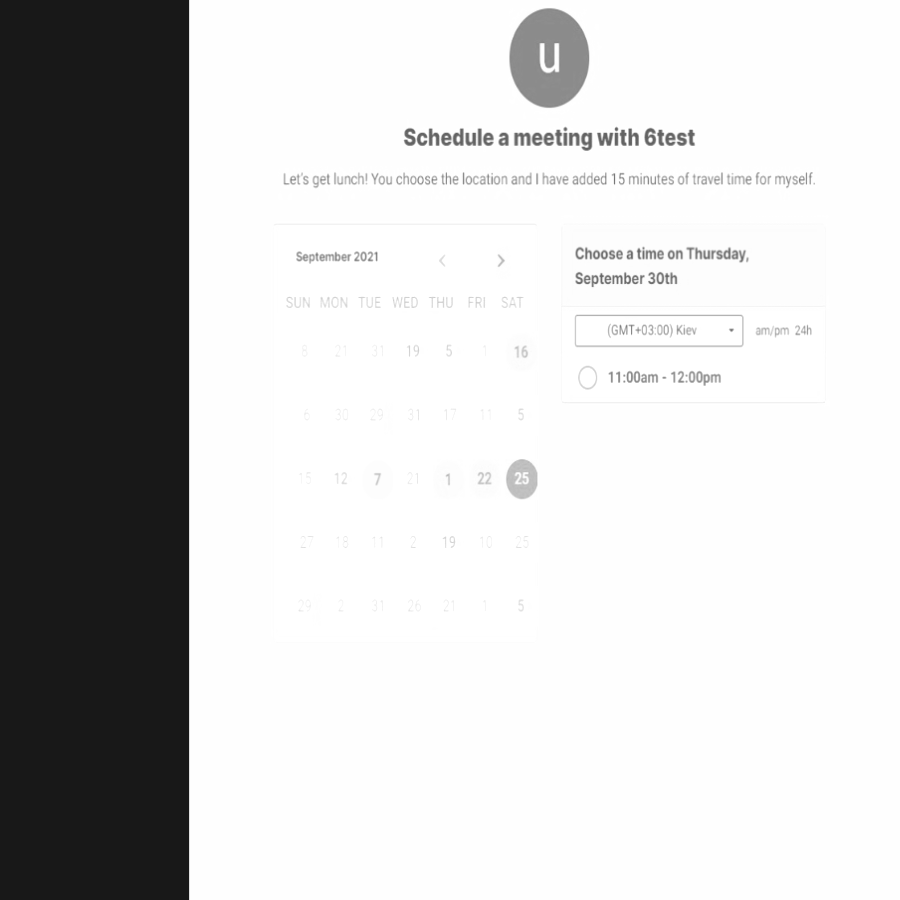 u
Schedule a meeting with 6test
Let's get lunch! You choose the location and I have added 15 minutes of travel time for myself.
September 2021
SUN MON TUE WED THU FRI SAT
8 21 31 19 5 1 16
6 30 29 31 17 11 5
15 12 7 21 1 22 25
27 18 11 2 19 10 25
29 2 31 26 21 1 5
Choose a time on Thursday,
September 30th
(GMT+03:00) Kiev am/pm 24h
11:00am - 12:00pm